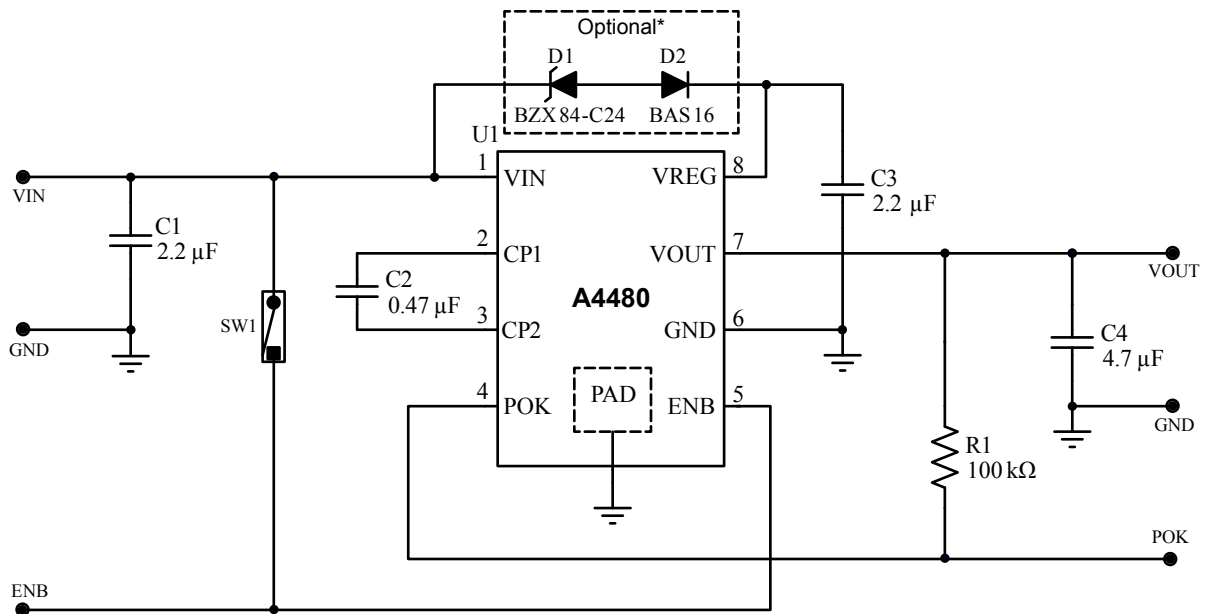 Optional*
D1 D2
BZX84-C24 BAS16
U1
VIN
GND
ENB
C1
2.2 µF
SW1
C2
0.47 µF
1 VIN
2 CP1
3 CP2
4 POK
A4480
PAD
VREG 8
VOUT 7
GND 6
ENB 5
C3
2.2 µF
VOUT
C4
4.7 µF
GND
R1
100 kΩ
POK